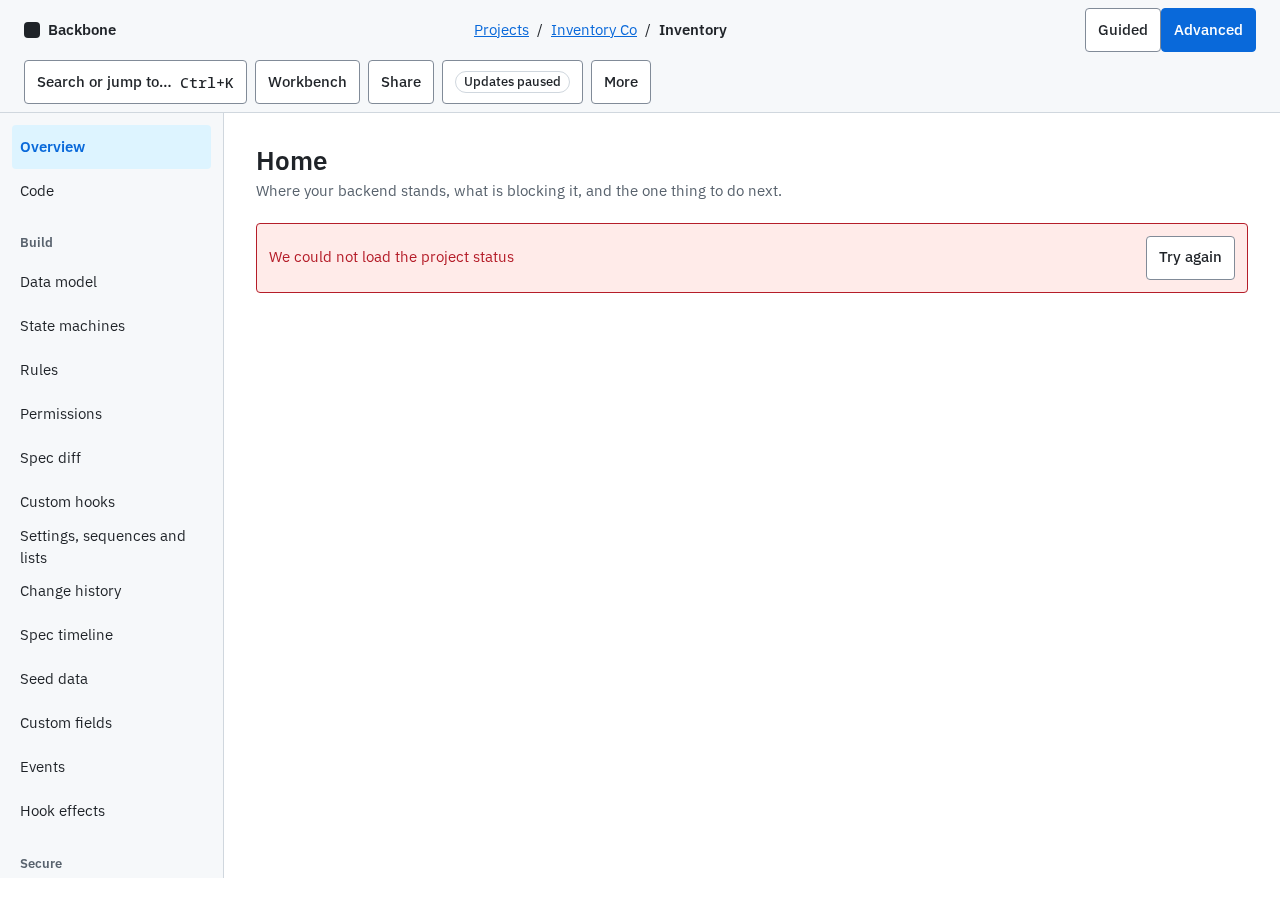 Backbone
Projects / Inventory Co / Inventory
Guided Advanced
Search or jump to... Ctrl+K
Workbench
Share
Updates paused
More
Overview
Code
Build
Data model
State machines
Rules
Permissions
Spec diff
Custom hooks
Settings, sequences and
lists
Change history
Spec timeline
Seed data
Custom fields
Events
Hook effects
Secure
Home
Where your backend stands, what is blocking it, and the one thing to do next.
We could not load the project status
Try again